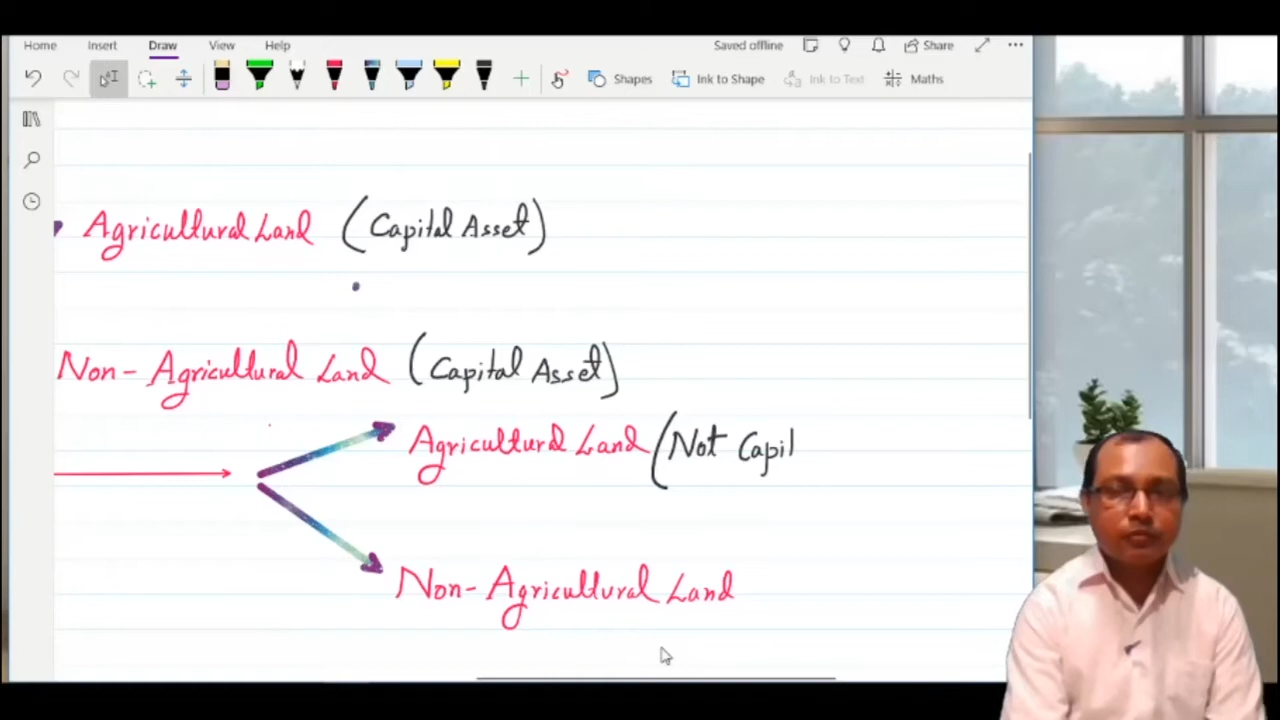 Home Insert Draw View Help Saved offline Share
Shapes Ink to Shape Ink to Text Maths
Agricultural Land (Capital Asset)
Non-Agricultural Land (Capital Asset)
Agricultural Land (Not Capil
Non-Agricultural Land